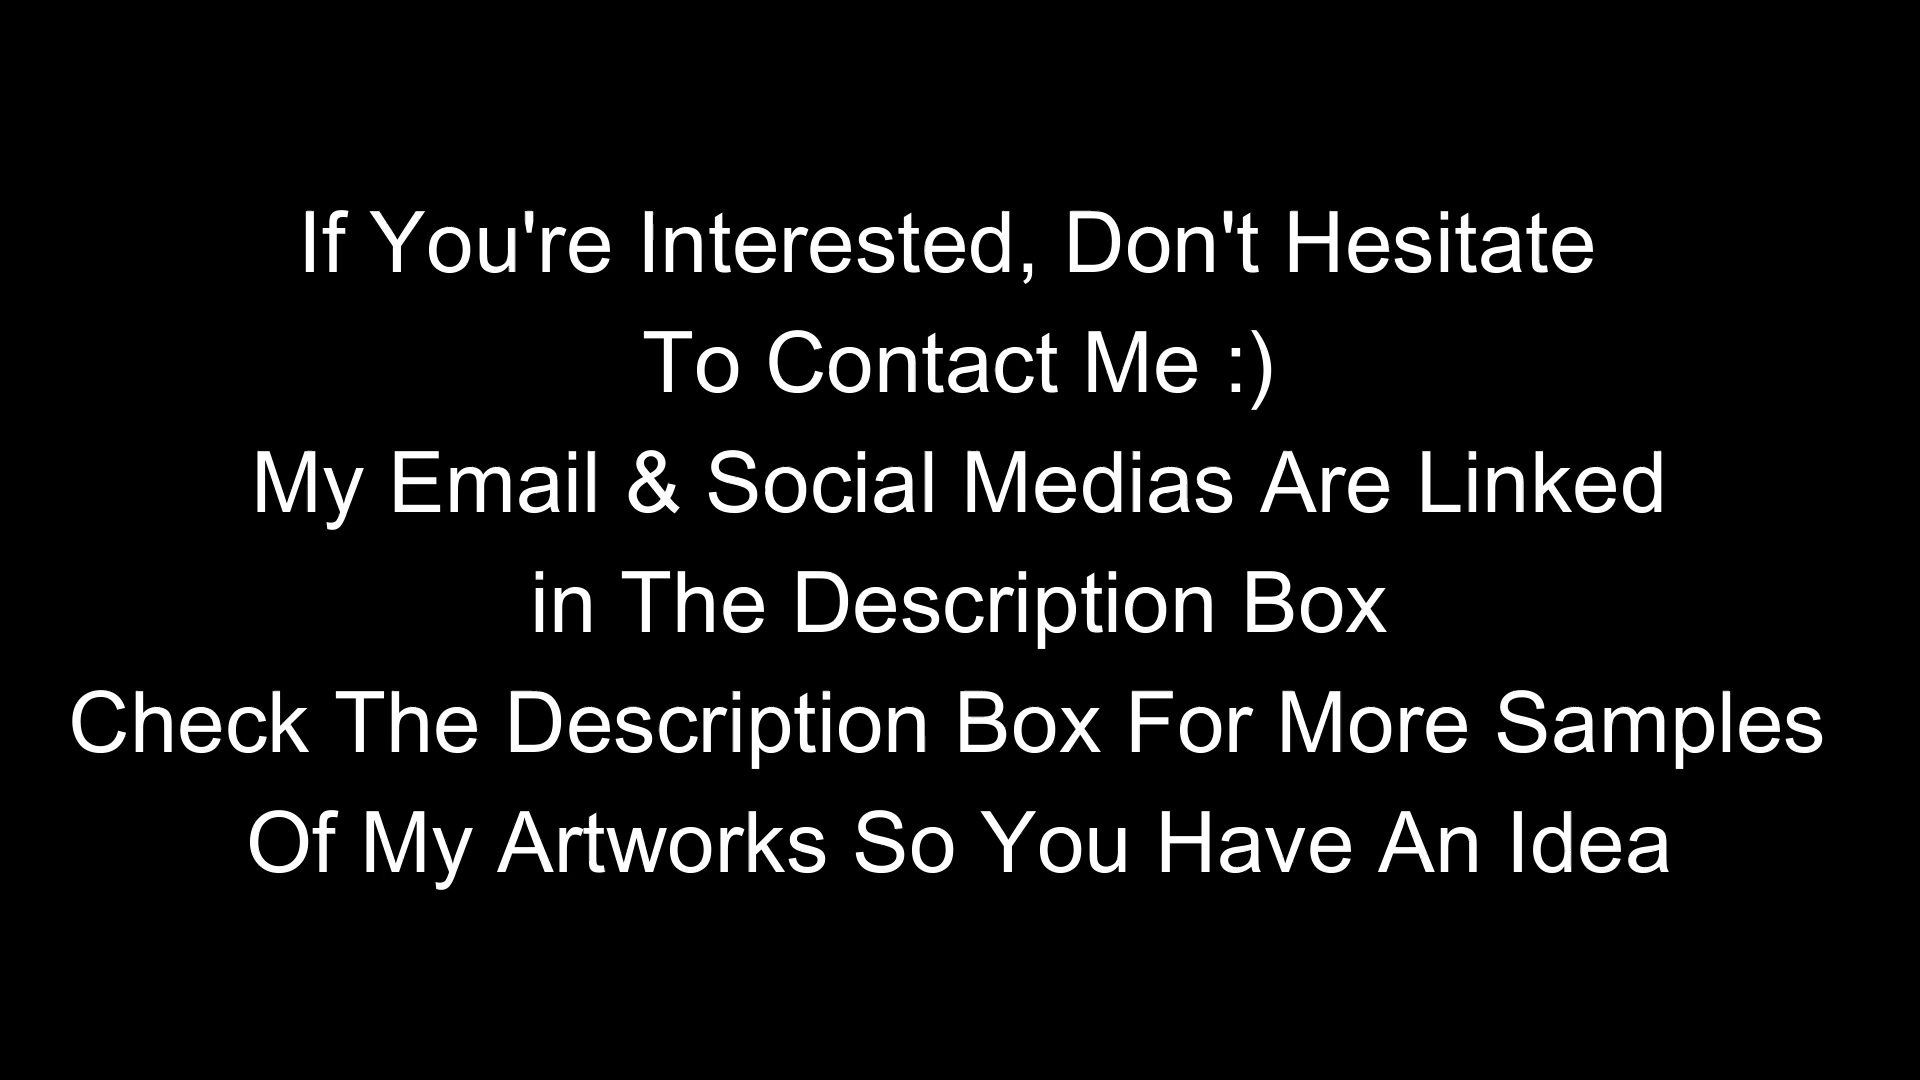 If You're Interested, Don't Hesitate
To Contact Me :)
My Email & Social Medias Are Linked
in The Description Box
Check The Description Box For More Samples
Of My Artworks So You Have An Idea